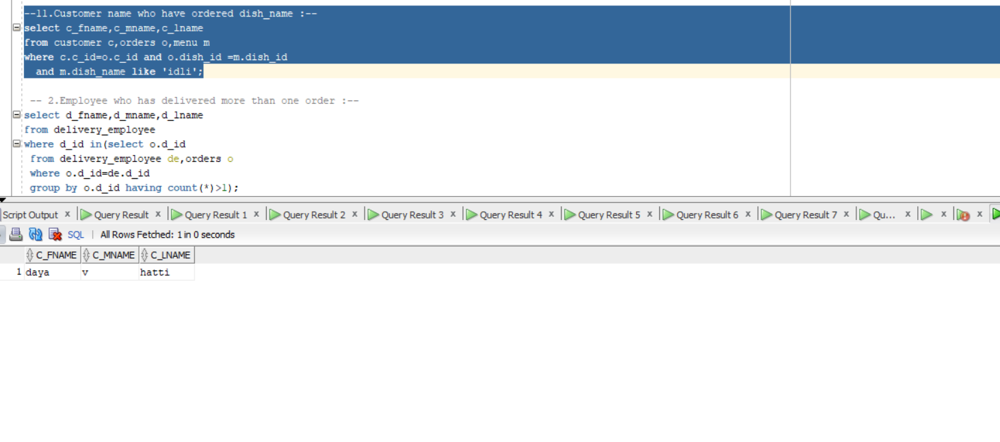 --11.Customer name who have ordered dish_name :--
select c_fname,c_mname,c_lname
from customer c,orders o,menu m
where c.c_id=o.c_id and o.dish_id =m.dish_id
and m.dish_name like 'idli';
-- 2.Employee who has delivered more than one order :--
select d_fname,d_mname,d_lname
from delivery_employee
where d_id in(select o.d_id
from delivery_employee de,orders o
where o.d_id=de.d_id
group by o.d_id having count(*)>1);
Script Output x Query Result x Query Result 1 x Query Result 2 x Query Result 3 x Query Result 4 x Query Result 5 x Query Result 6 x Query Result 7 x Qu... x x x
SQL | All Rows Fetched: 1 in 0 seconds
C_FNAME C_MNAME C_LNAME
1 daya v hatti